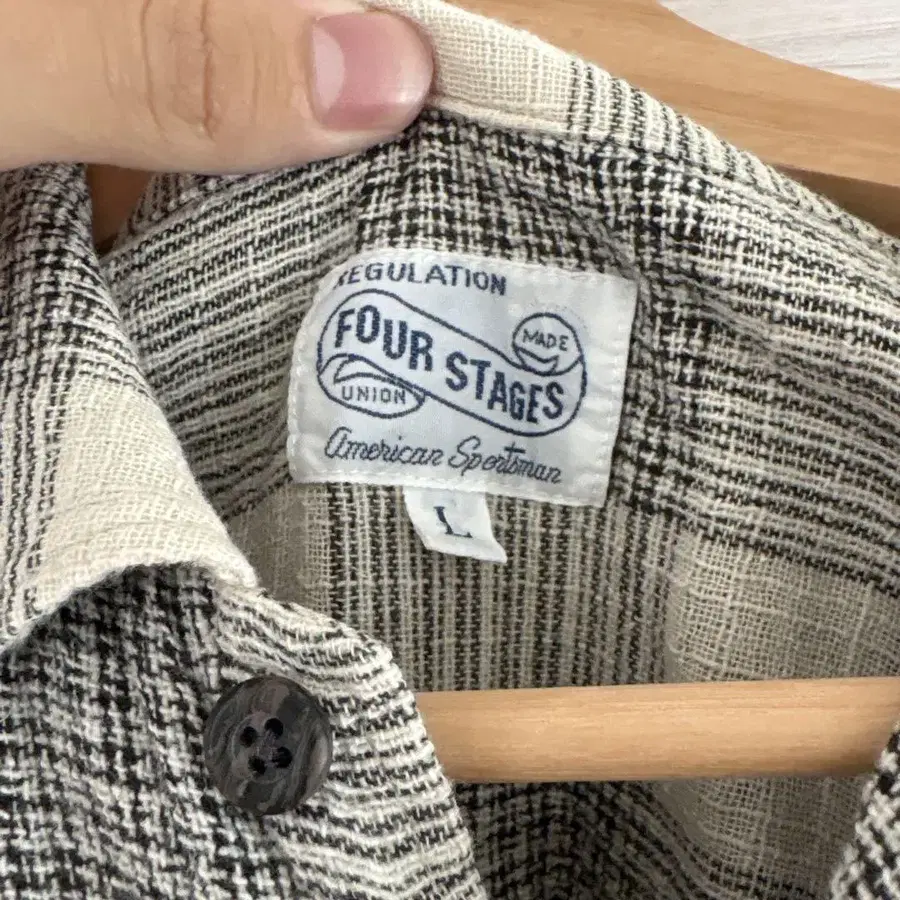 REGULATION
FOUR STAGES
MADE
UNION
American Sportsman
L